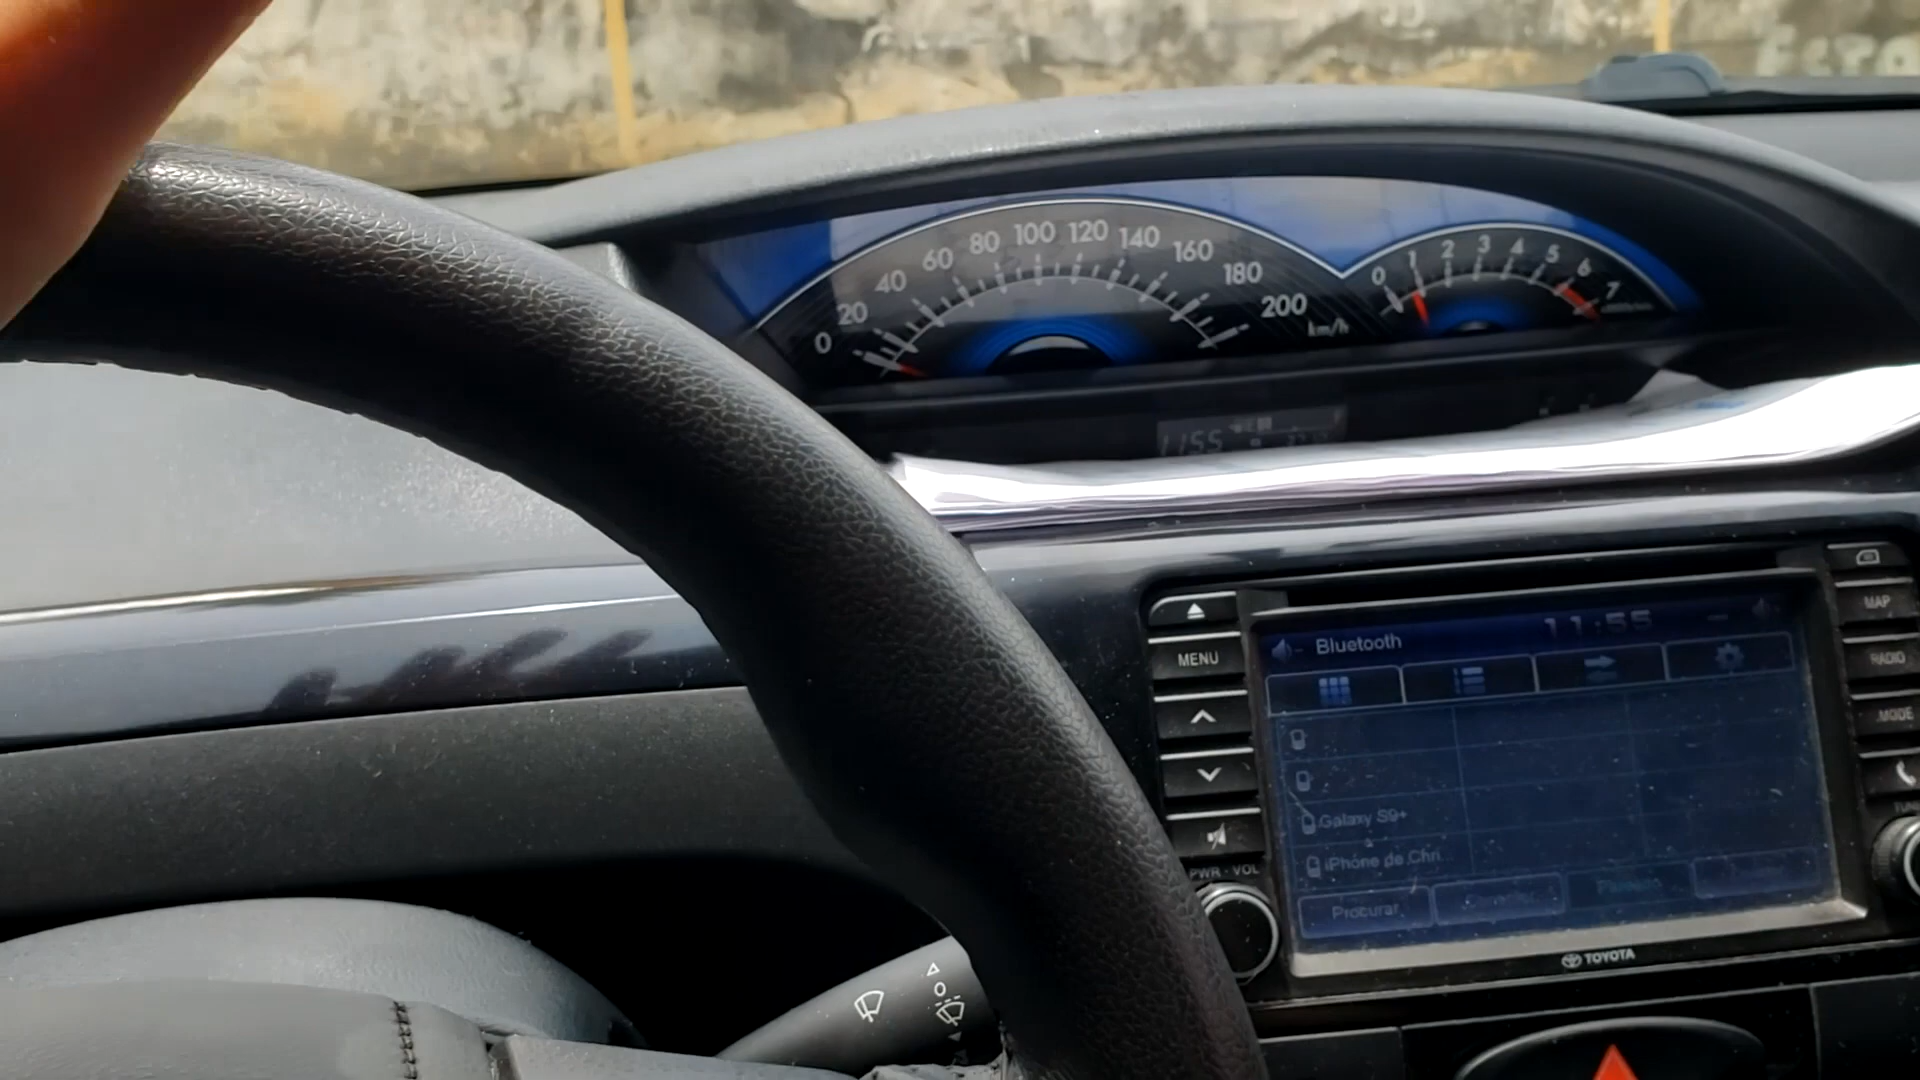 0 20 40 60 80 100 120 140 160 180 200 km/h
0 1 2 3 4 5 6 7
1155
MENU
PWR - VOL
Bluetooth 11:55
Galaxy S9+
iPhone de Chri
Procurar
TOYOTA
MAP
RADIO
MODE